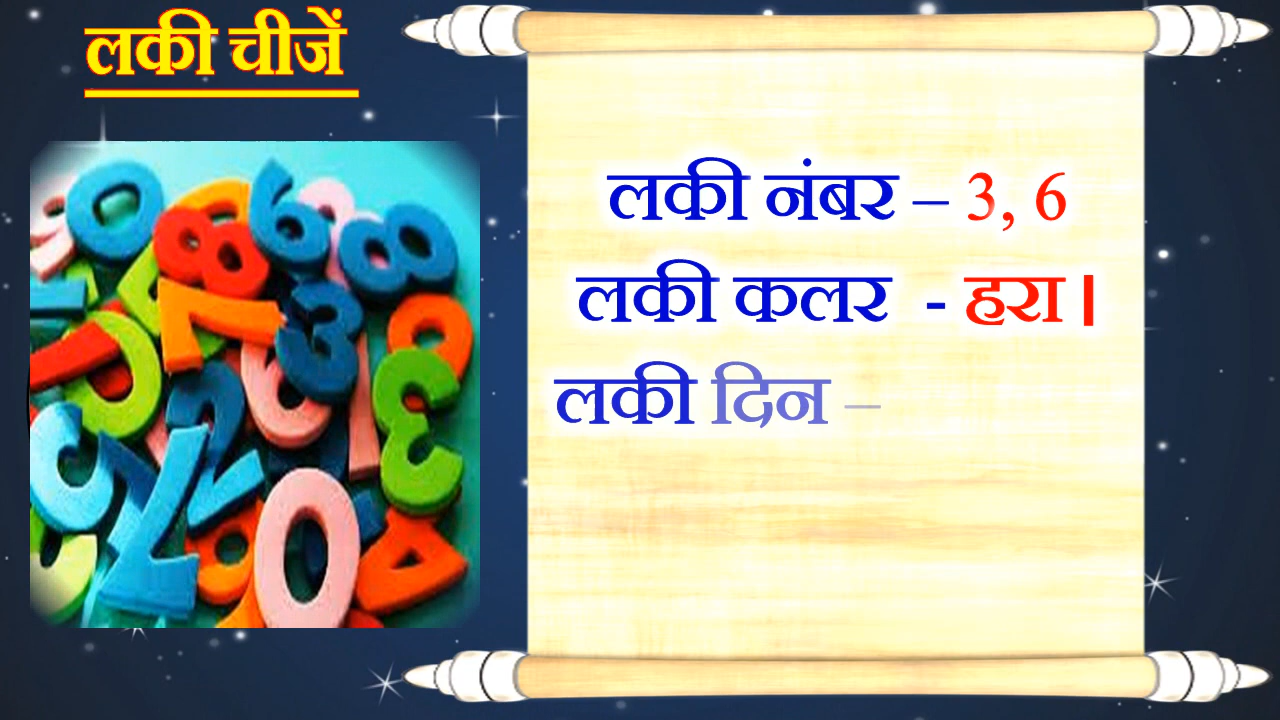 लकी चीजें
लकी नंबर – 3, 6
लकी कलर - हरा।
लकी दिन –